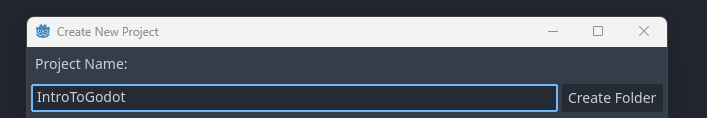 Create New Project
Project Name:
IntroToGodot Create Folder